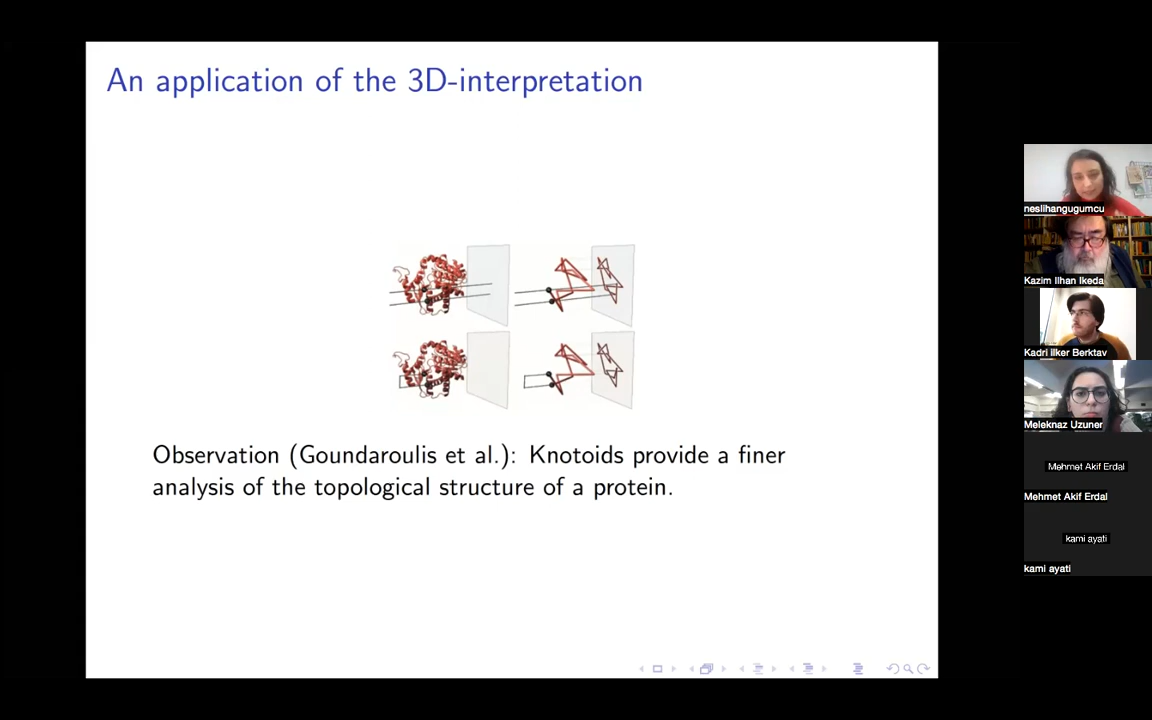 An application of the 3D-interpretation
Observation (Goundaroulis et al.): Knotoids provide a finer
analysis of the topological structure of a protein.
neslihangugumcu
Kazim Ilhan Ikeda
Kadri ilker Berktav
Meleknaz Uzuner
Mehmet Akif Erdal
Mehmet Akif Erdal
kami ayati
kami ayati